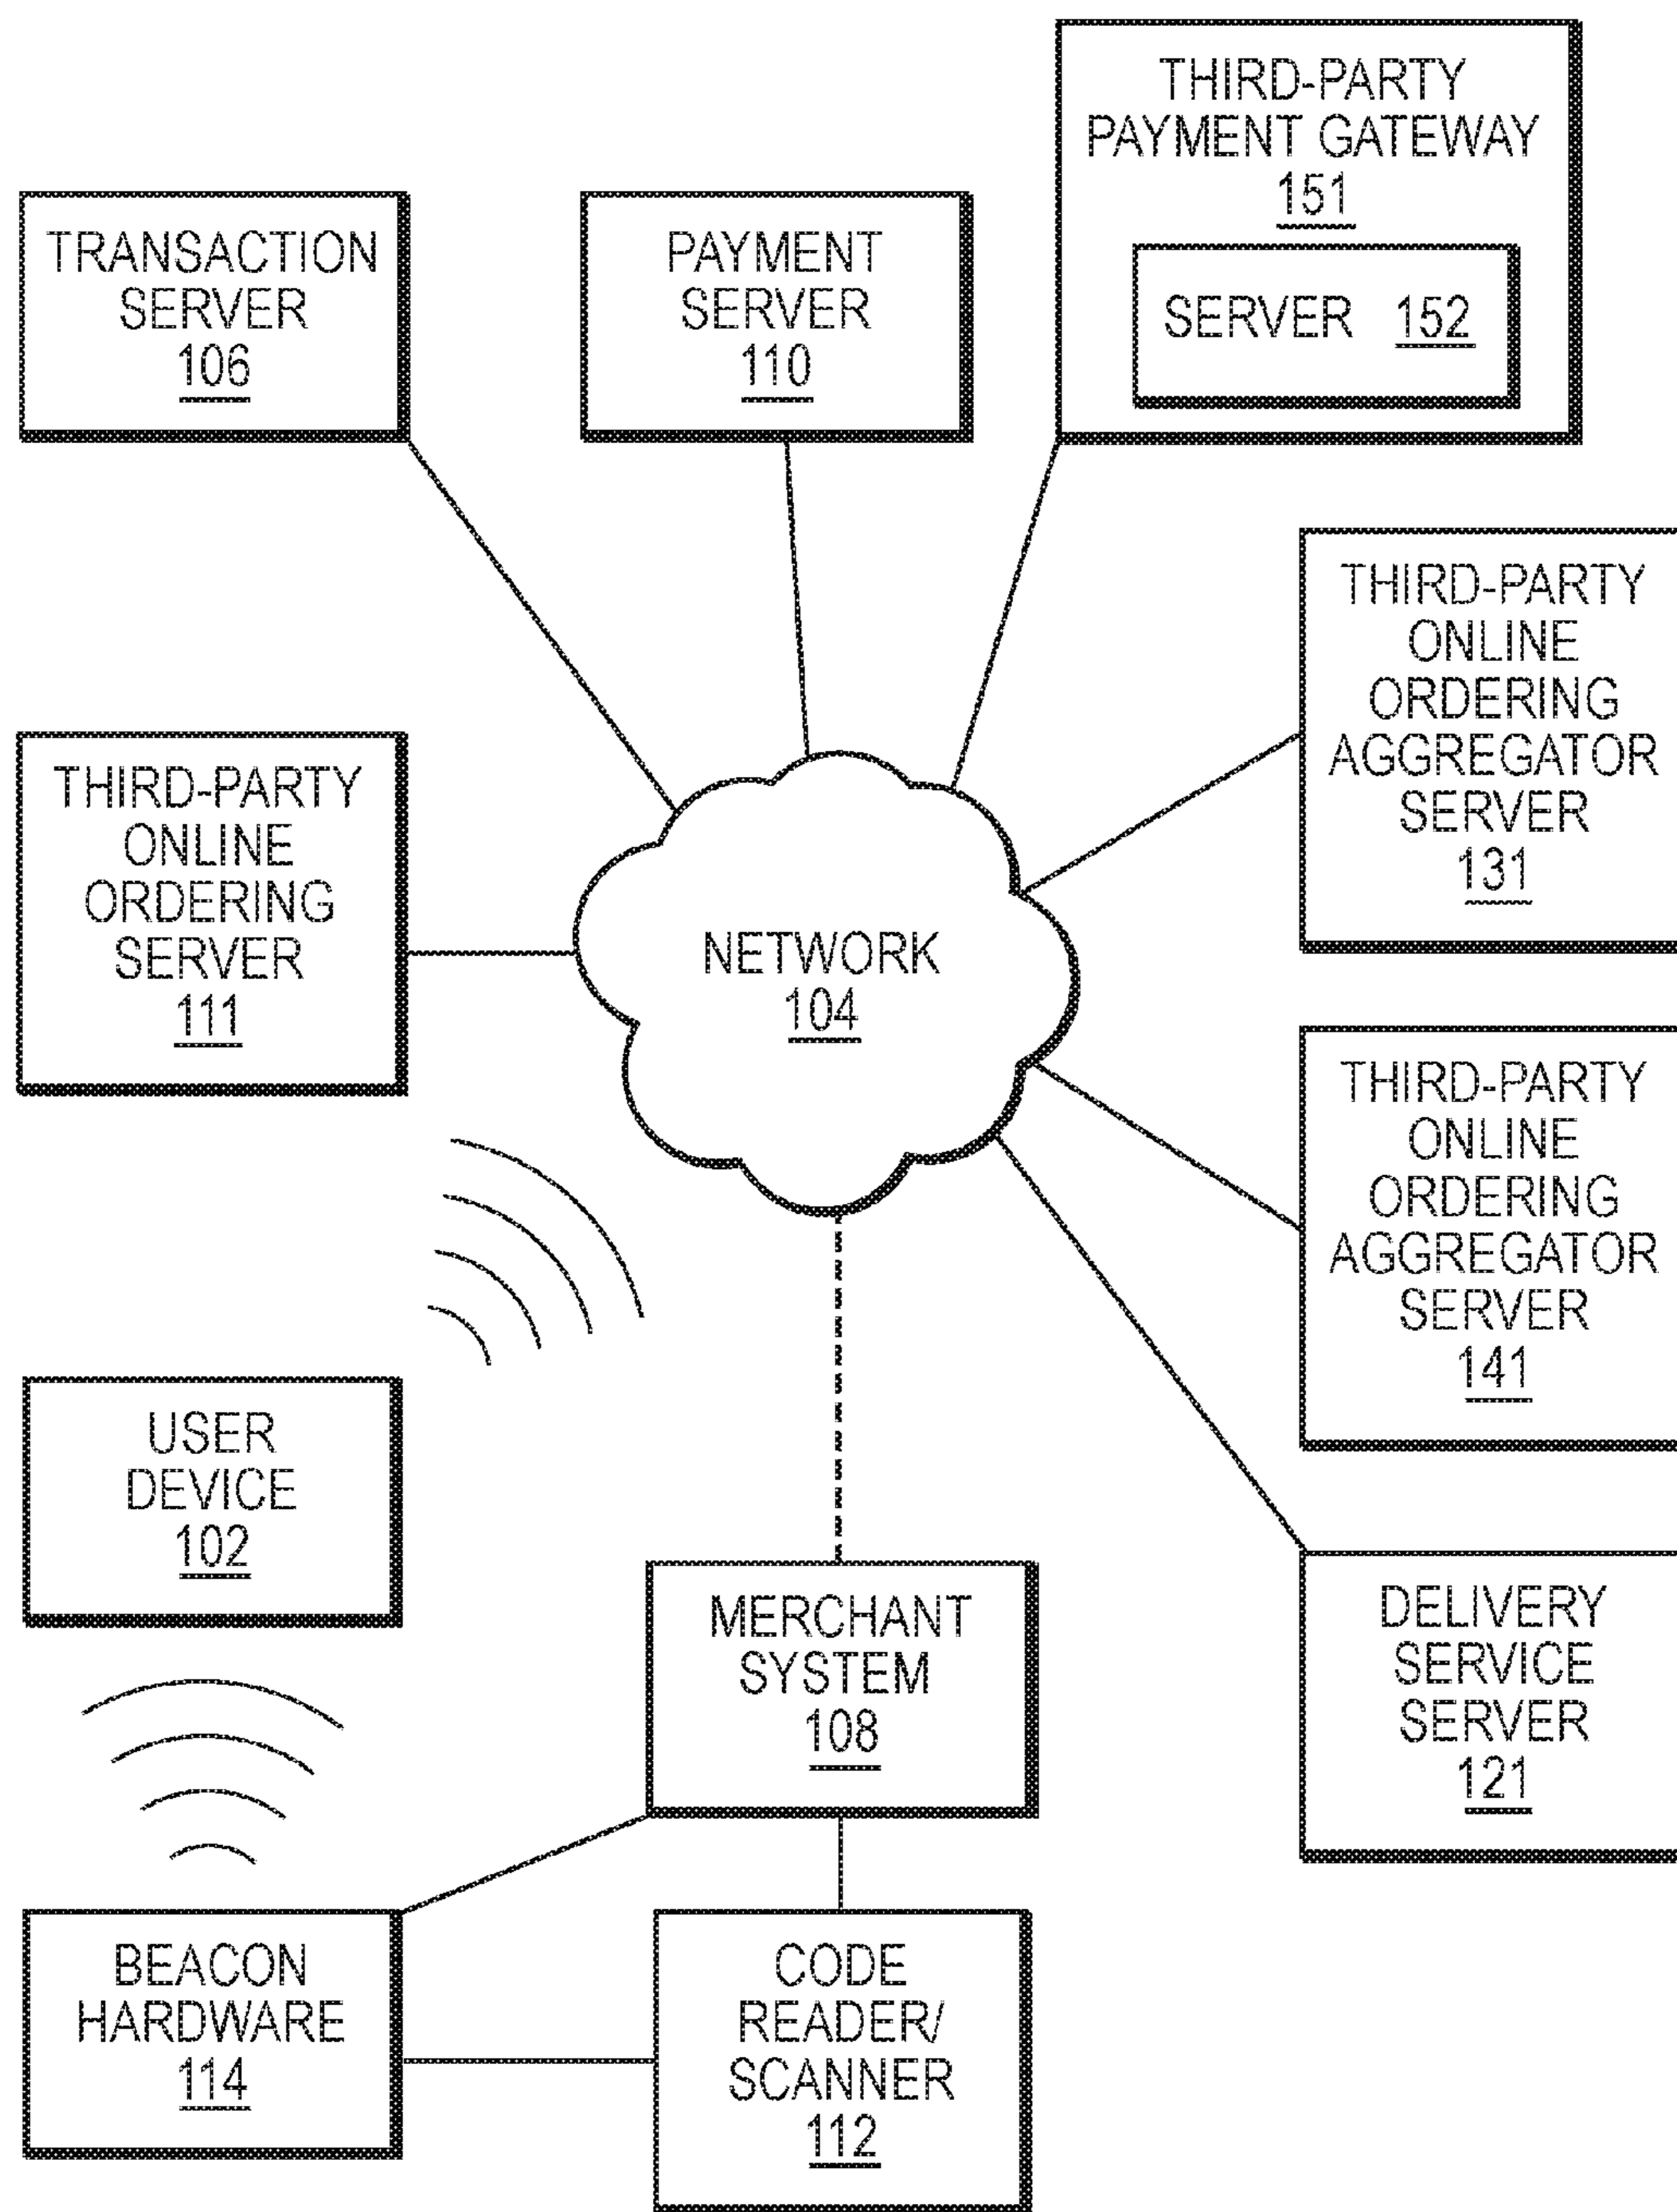 THIRD-PARTY
PAYMENT GATEWAY
151
SERVER 152
TRANSACTION
SERVER
106
PAYMENT
SERVER
110
THIRD-PARTY
ONLINE
ORDERING
AGGREGATOR
SERVER
131
THIRD-PARTY
ONLINE
ORDERING
SERVER
111
NETWORK
104
THIRD-PARTY
ONLINE
ORDERING
AGGREGATOR
SERVER
141
USER
DEVICE
102
MERCHANT
SYSTEM
108
DELIVERY
SERVICE
SERVER
121
BEACON
HARDWARE
114
CODE
READER/
SCANNER
112